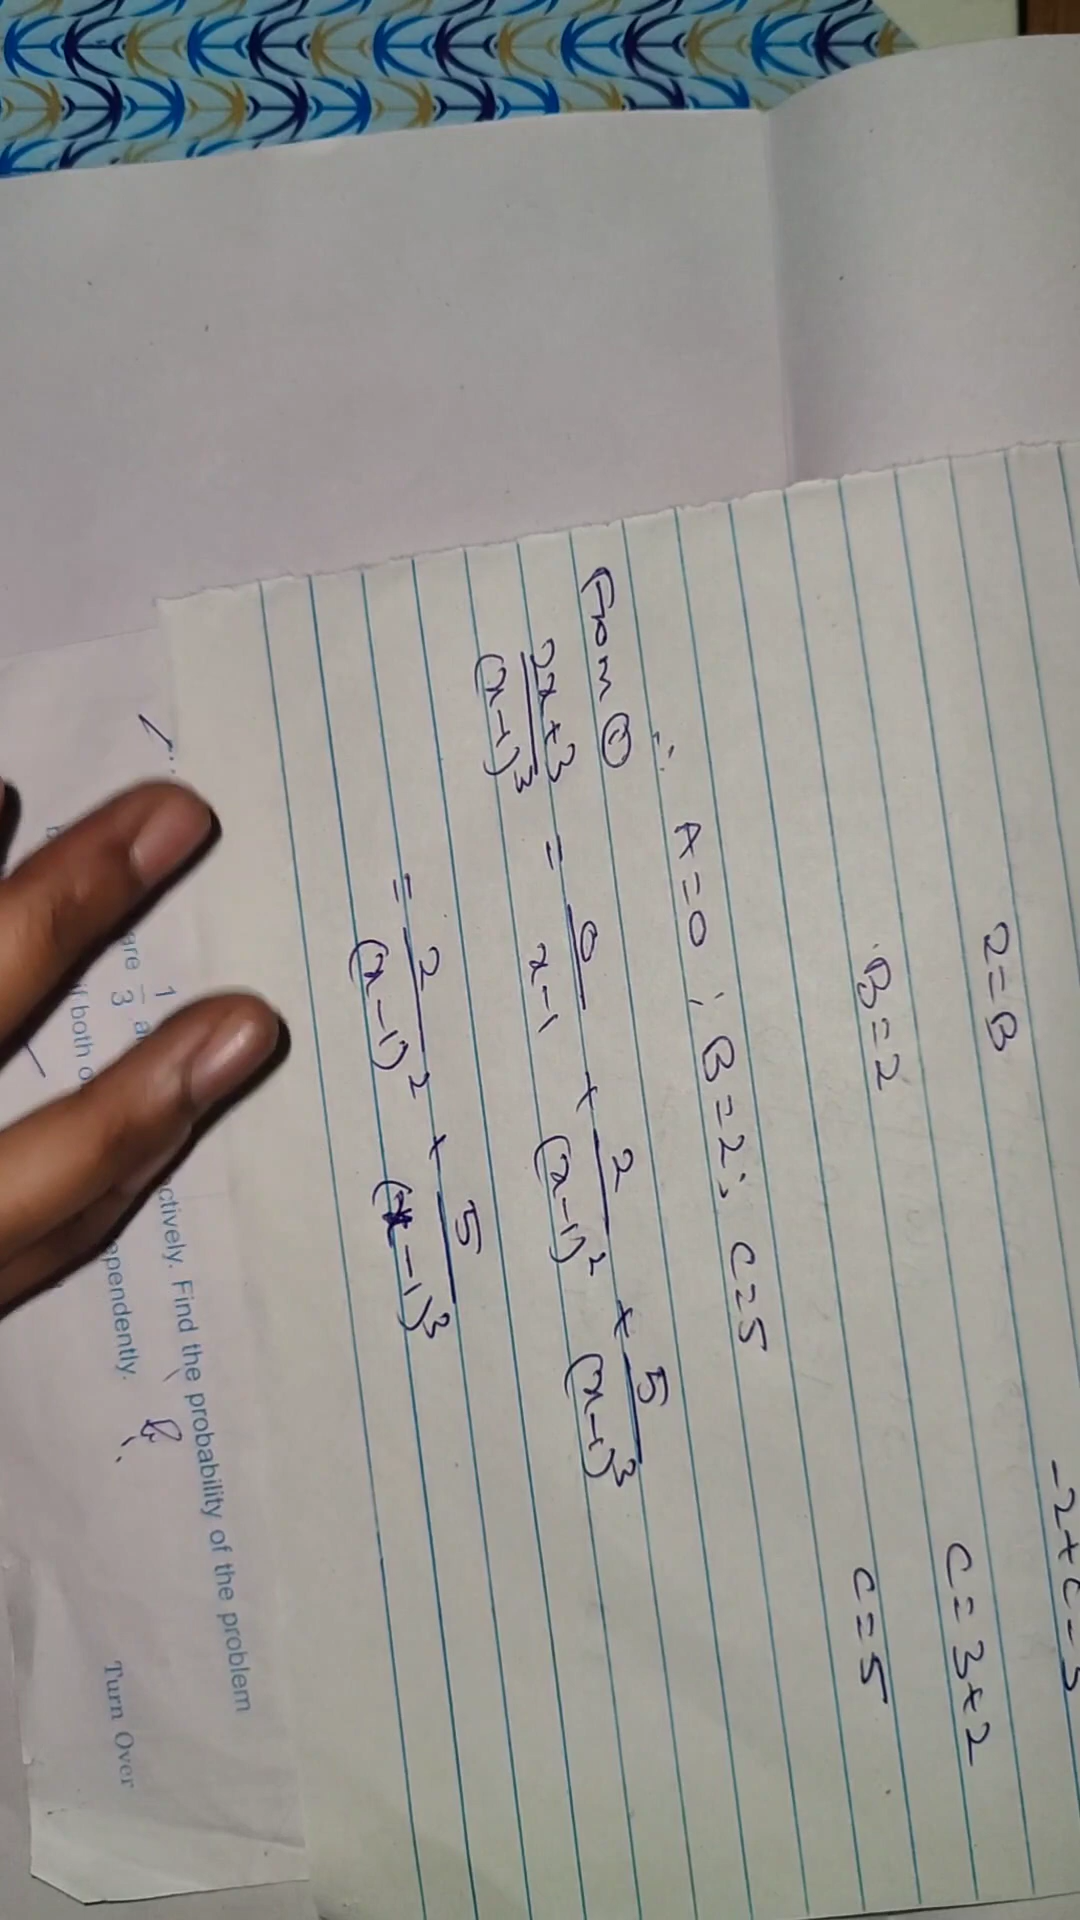 -2+C=3
2=B C=3+2
B=2 C=5
∴ A=0 ; B=2 ; C=5
From ①
2x+3/(x-1)³ = 0/x-1 + 2/(x-1)² + 5/(x-1)³
= 2/(x-1)² + 5/(x-1)³
ctively. Find the probability of the problem
are 1/3
if both
ependently.
Turn Over